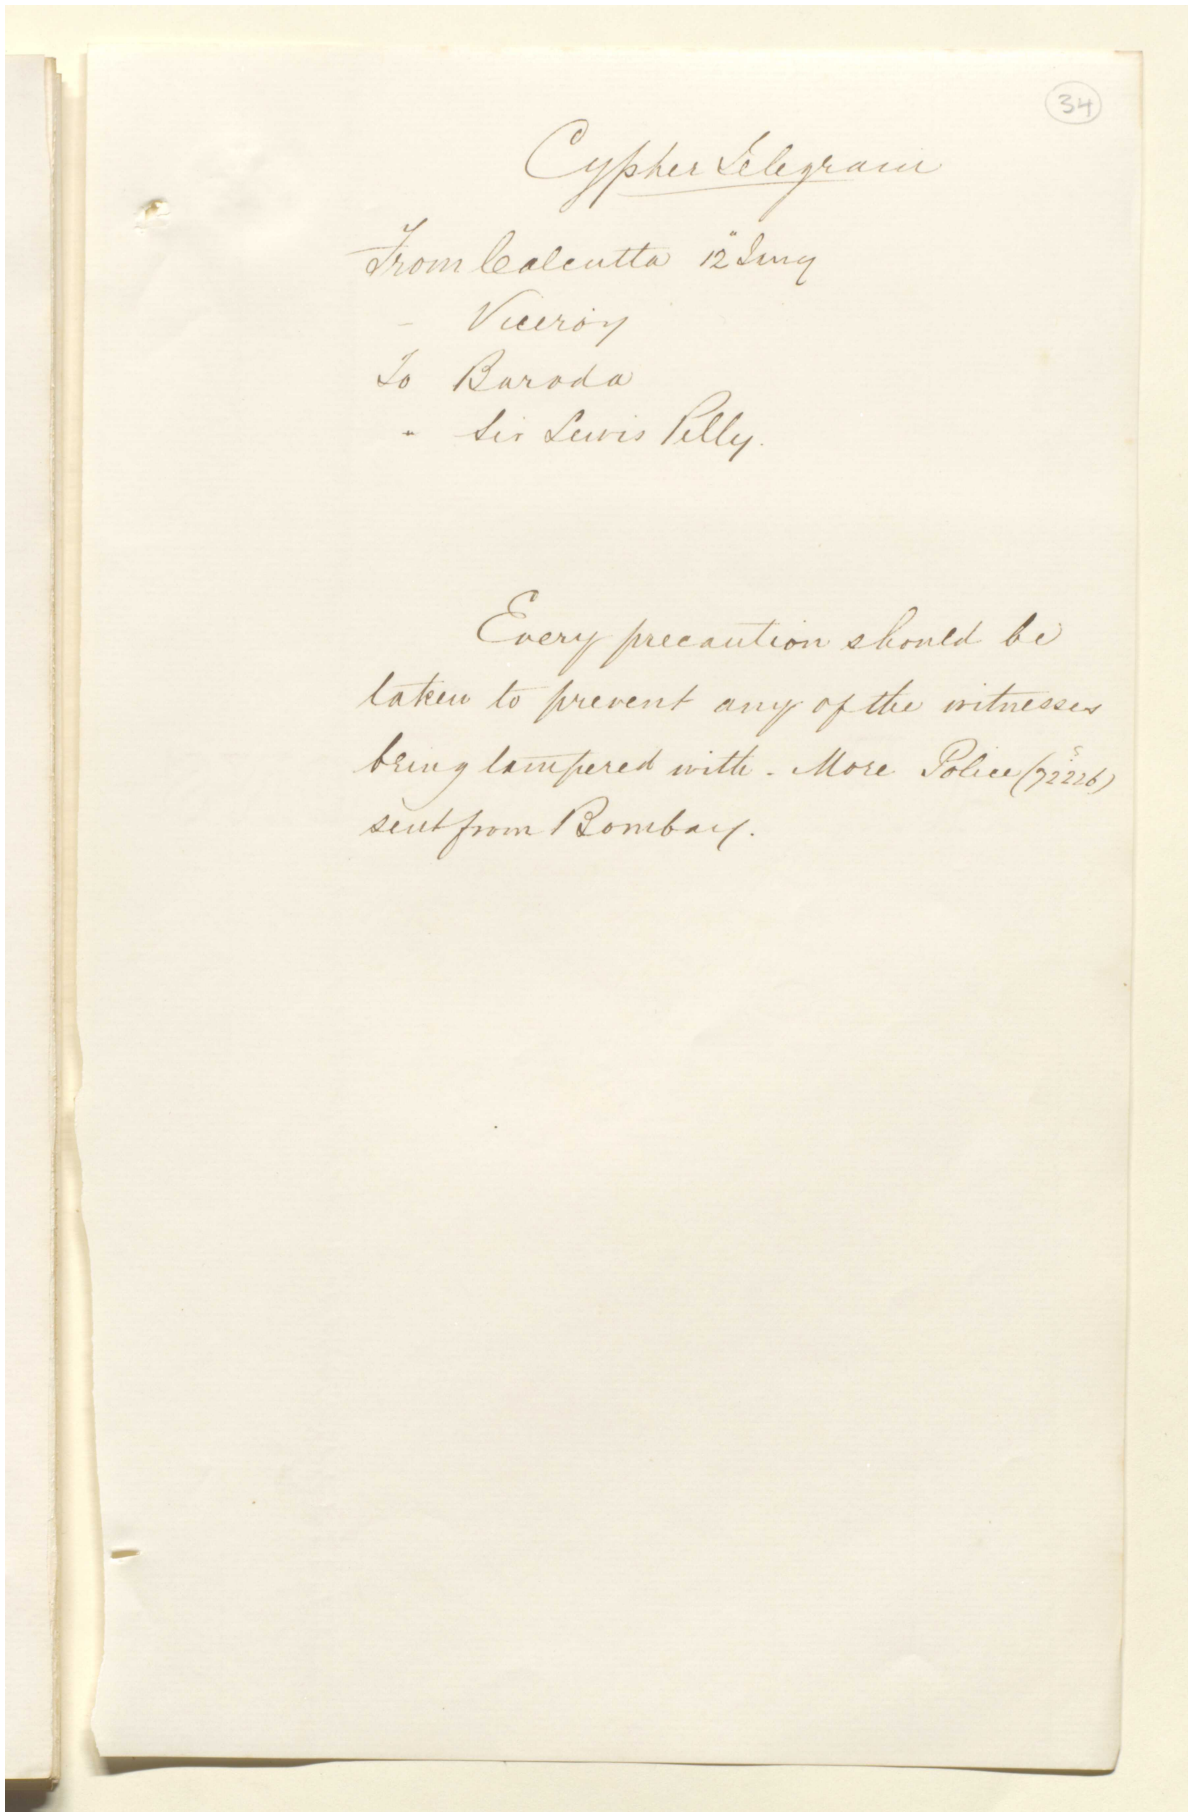 34
Cypher Telegram
From Calcutta 12" Jany
- Viceroy
To Baroda
" Sir Lewis Pelly.
Every precaution should be
taken to prevent any of the witnesses
being tampered with. More Police (72226)
sent from Bombay.